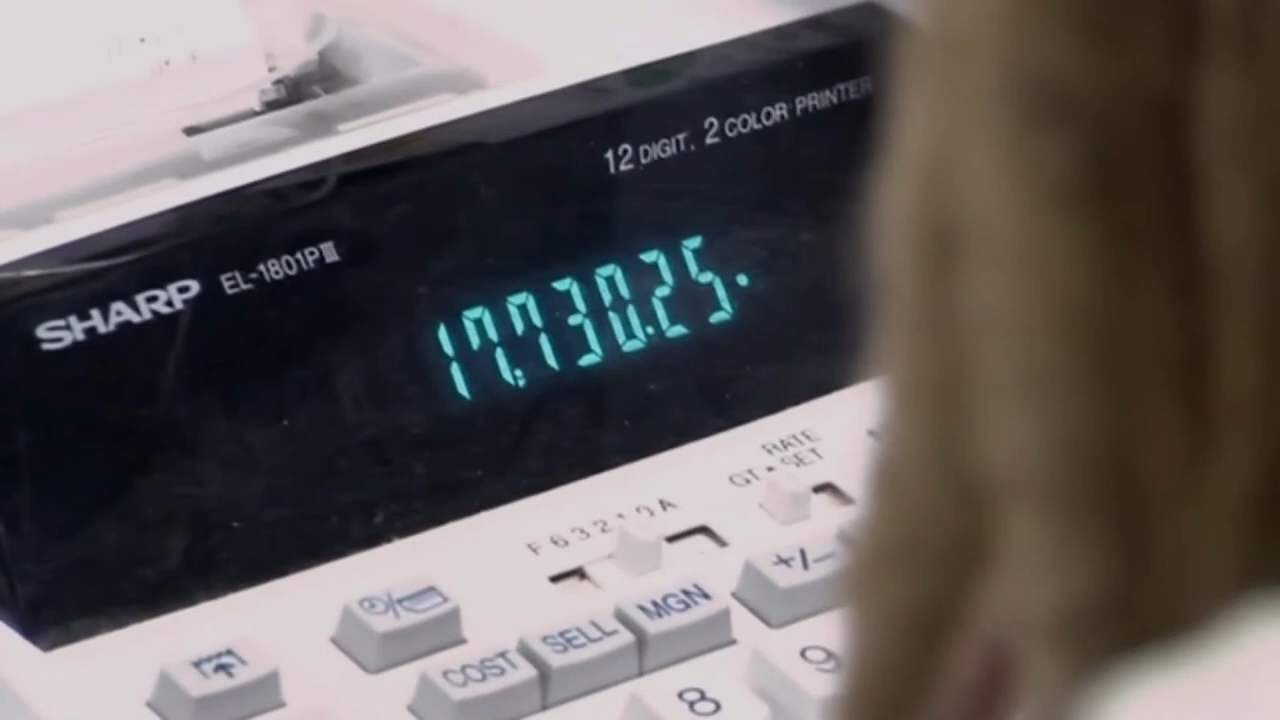 12 DIGIT. 2 COLOR PRINTER
SHARP EL-1801PIII
17.730.25.
RATE
GT • SET
F 6 3 2 1 0 A
+/–
MGN
SELL
COST
9
8